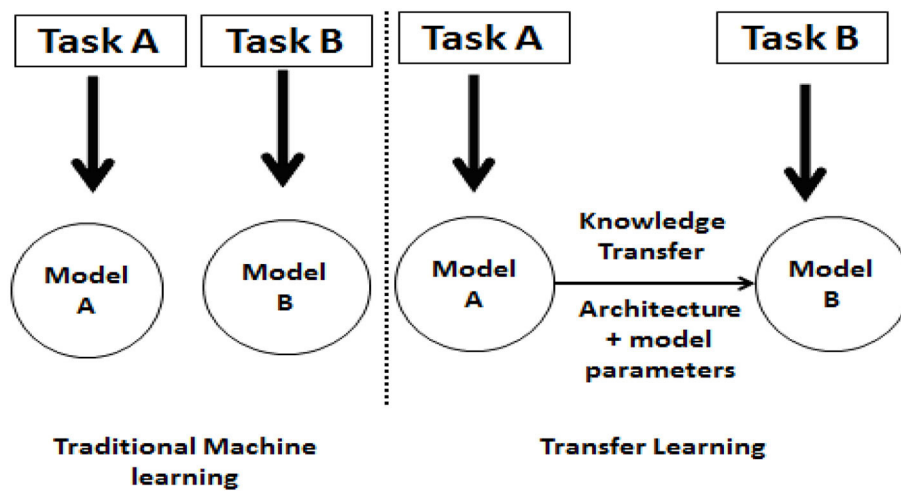 Task A
Task B
Model
A
Model
B
Traditional Machine
learning
Task A
Task B
Model
A
Knowledge
Transfer
Architecture
+ model
parameters
Model
B
Transfer Learning